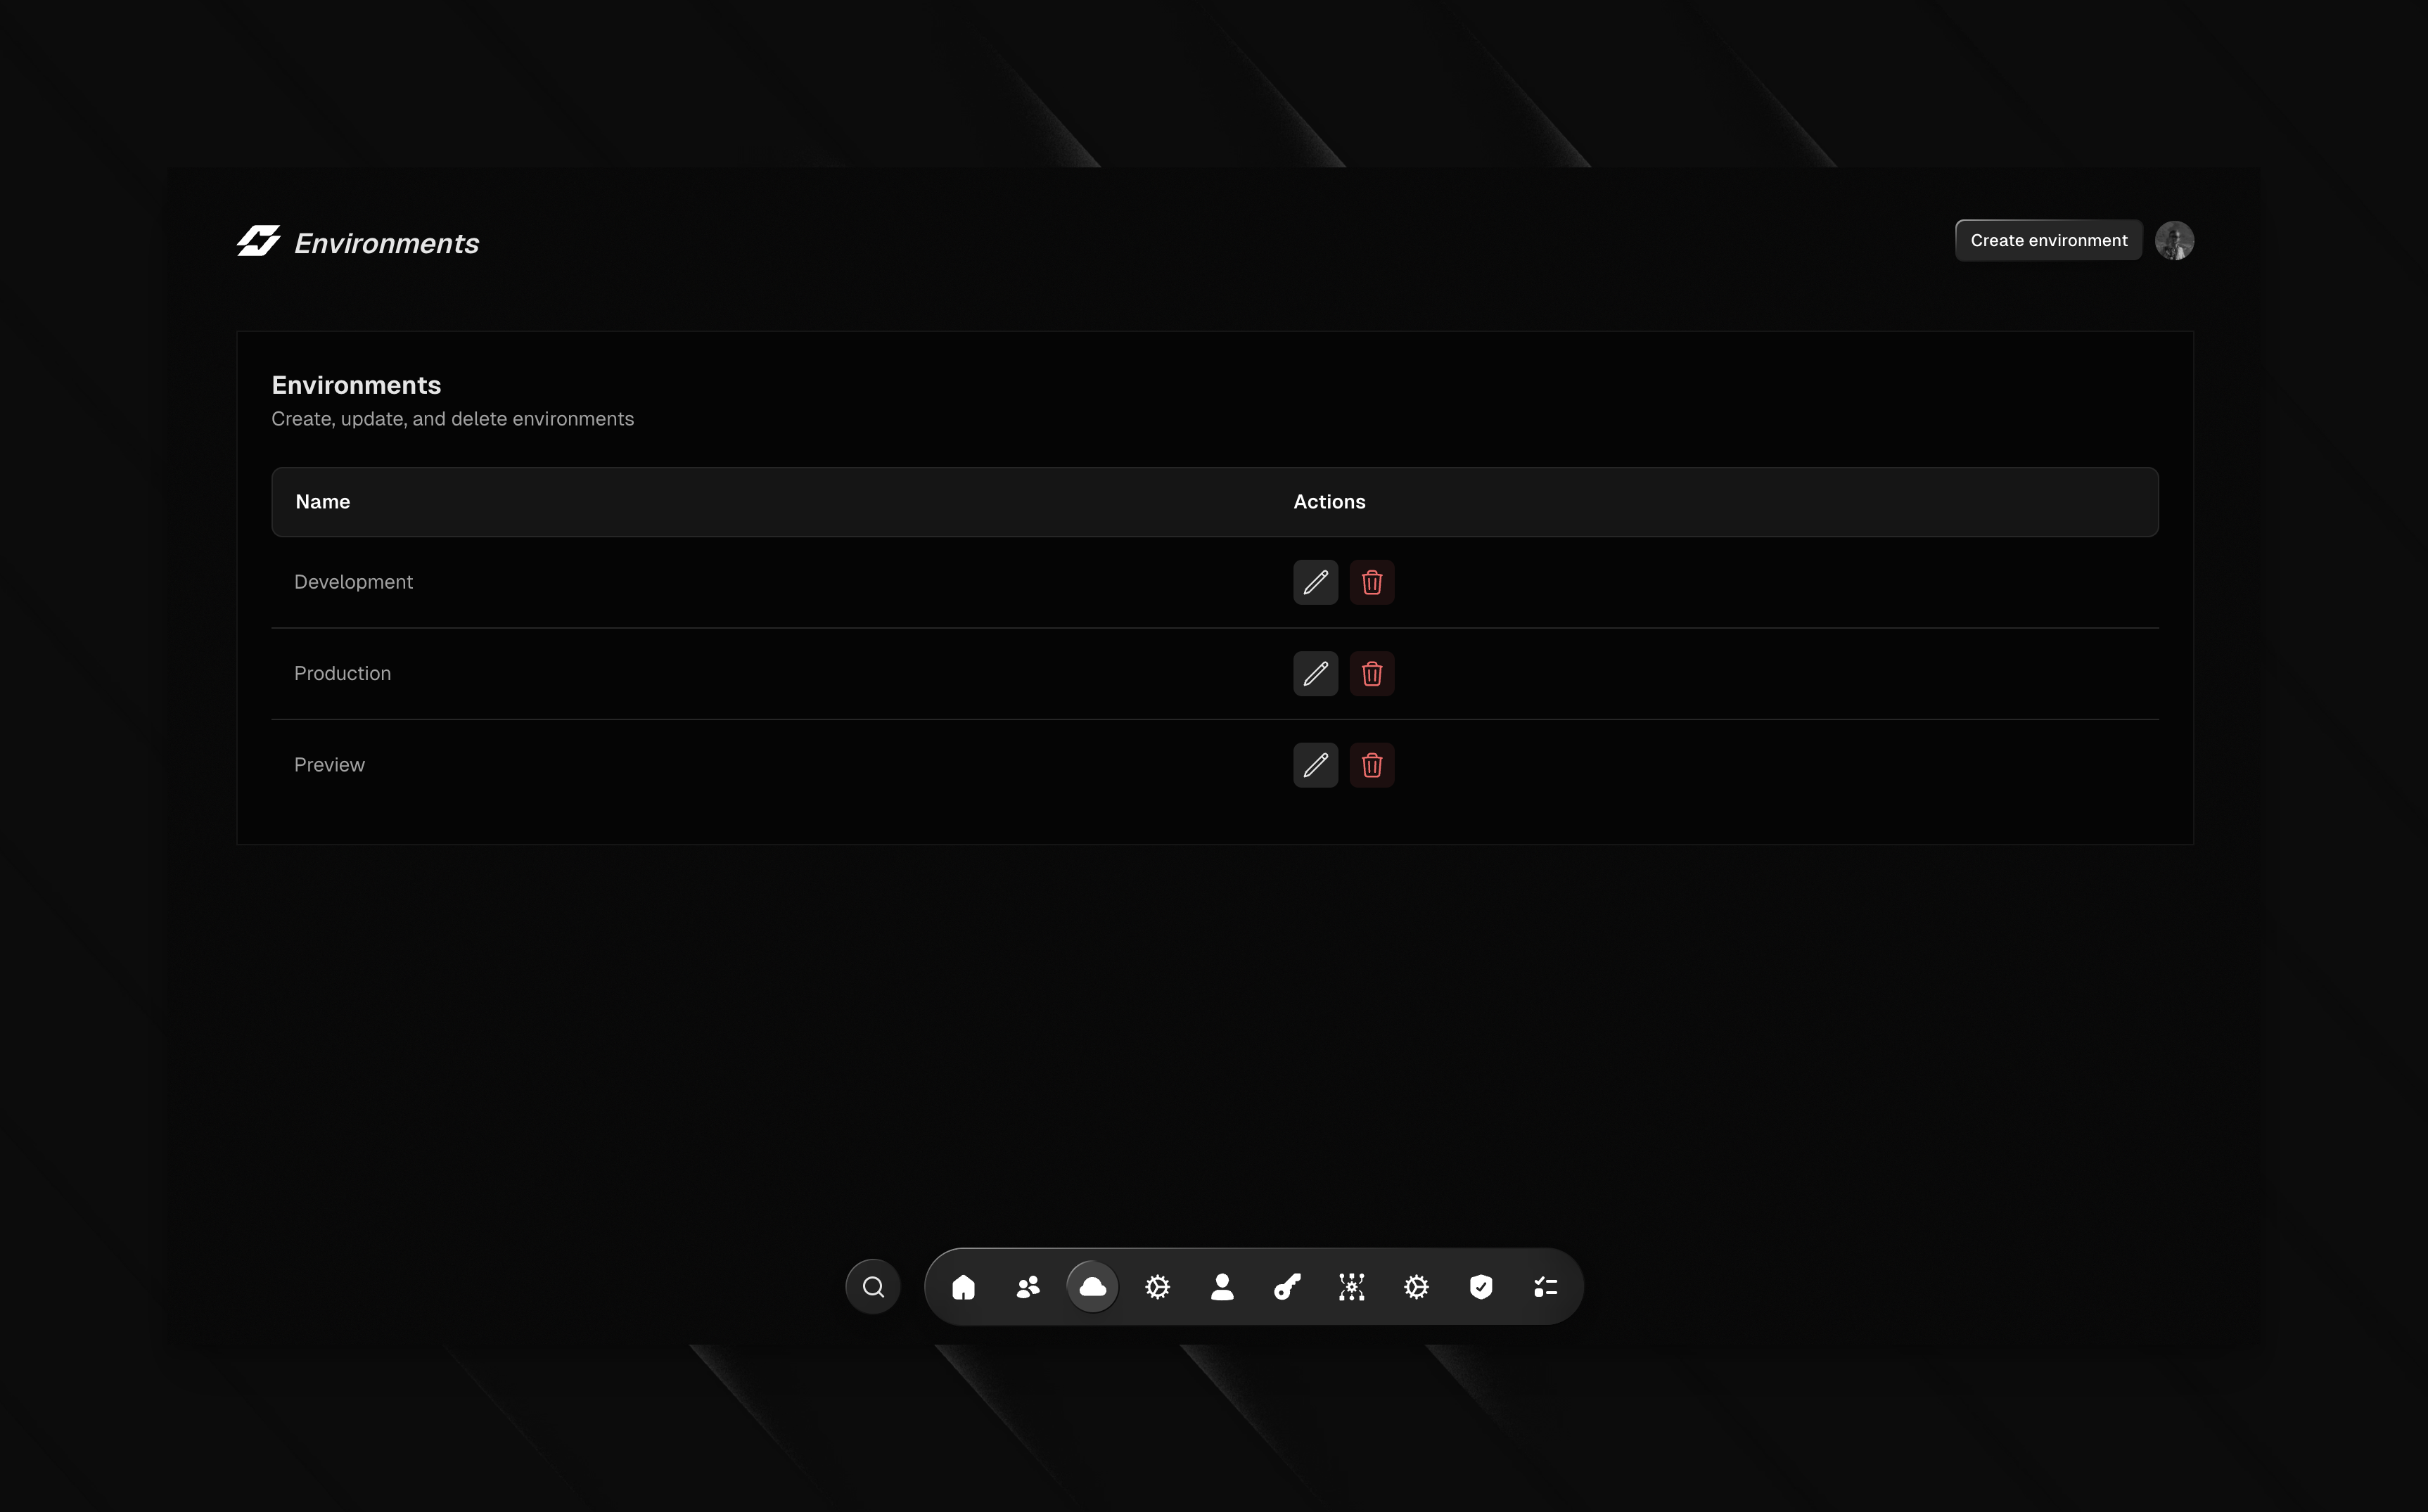 Environments
Create environment
Environments
Create, update, and delete environments
Name
Actions
Development
Production
Preview